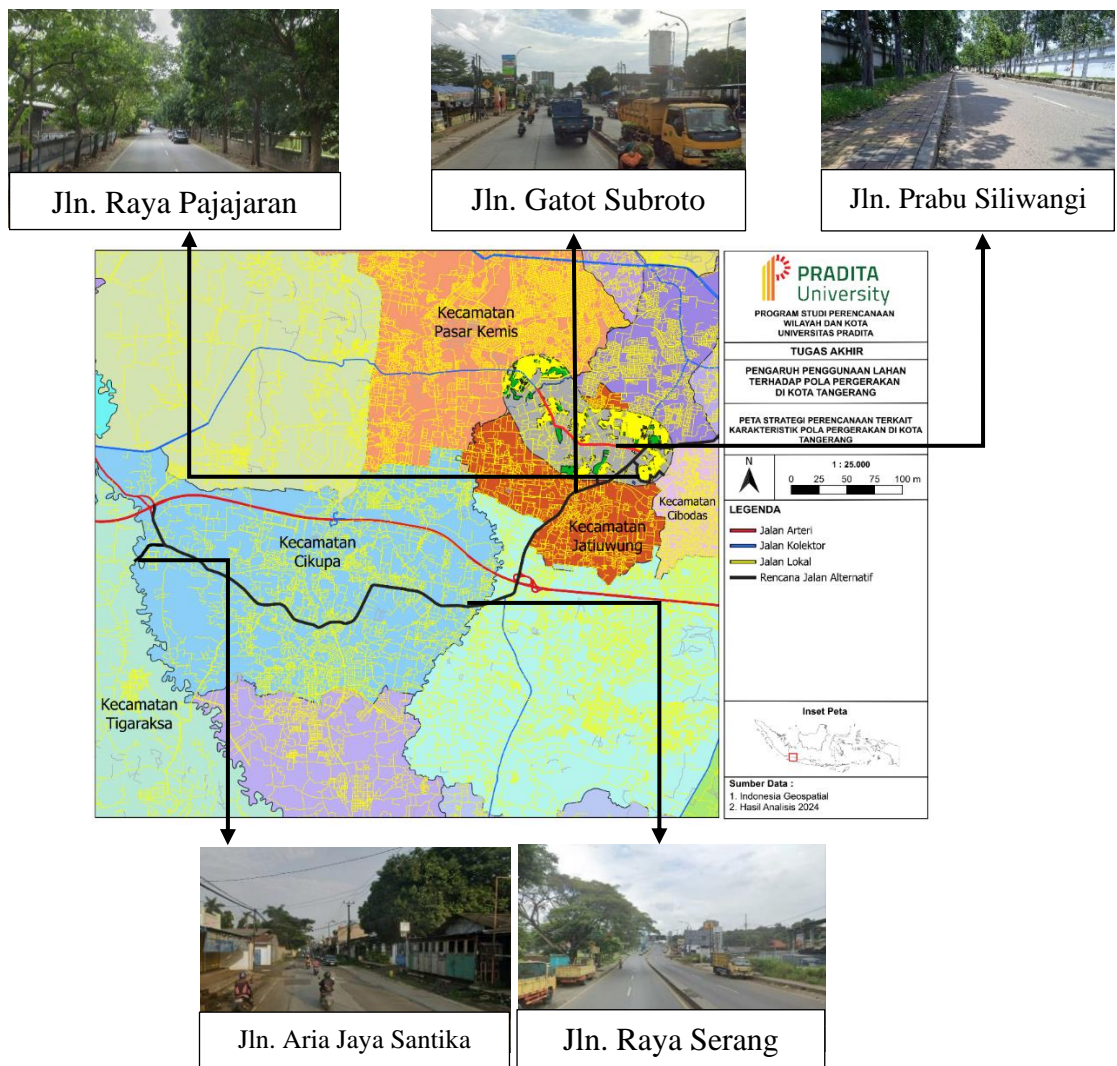 Jln. Raya Pajajaran
Jln. Gatot Subroto
Jln. Prabu Siliwangi
Kecamatan
Pasar Kemis
Kecamatan
Cibodas
Kecamatan
Jatiuwung
Kecamatan
Cikupa
Kecamatan
Tigaraksa
PRADITA
University
PROGRAM STUDI PERENCANAAN
WILAYAH DAN KOTA
UNIVERSITAS PRADITA
TUGAS AKHIR
PENGARUH PENGGUNAAN LAHAN
TERHADAP POLA PERGERAKAN
DI KOTA TANGERANG
PETA STRATEGI PERENCANAAN TERKAIT
KARAKTERISTIK POLA PERGERAKAN DI KOTA
TANGERANG
N
1 : 25.000
0 25 50 75 100 m
LEGENDA
Jalan Arteri
Jalan Kolektor
Jalan Lokal
Rencana Jalan Alternatif
Inset Peta
Sumber Data :
1. Indonesia Geospatial
2. Hasil Analisis 2024
Jln. Aria Jaya Santika
Jln. Raya Serang